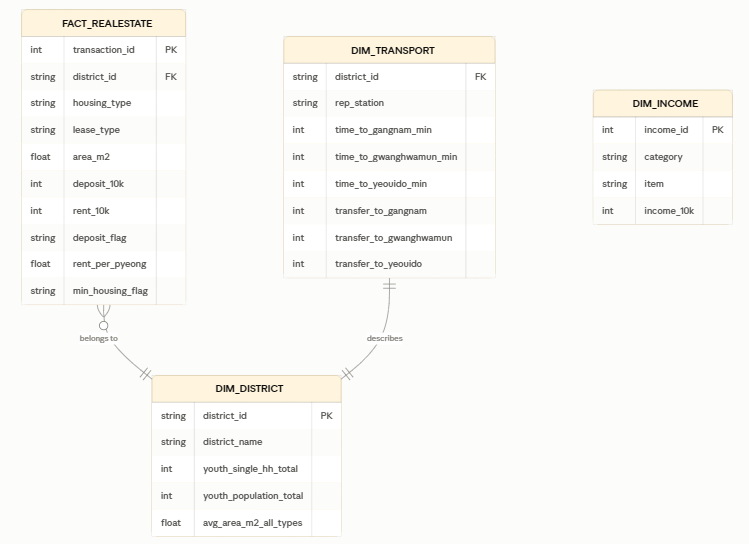 FACT_REALESTATE
int transaction_id PK
string district_id FK
string housing_type
string lease_type
float area_m2
int deposit_10k
int rent_10k
string deposit_flag
float rent_per_pyeong
string min_housing_flag
DIM_TRANSPORT
string district_id FK
string rep_station
int time_to_gangnam_min
int time_to_gwanghwamun_min
int time_to_yeouido_min
int transfer_to_gangnam
int transfer_to_gwanghwamun
int transfer_to_yeouido
DIM_INCOME
int income_id PK
string category
string item
int income_10k
belongs to
describes
DIM_DISTRICT
string district_id PK
string district_name
int youth_single_hh_total
int youth_population_total
float avg_area_m2_all_types